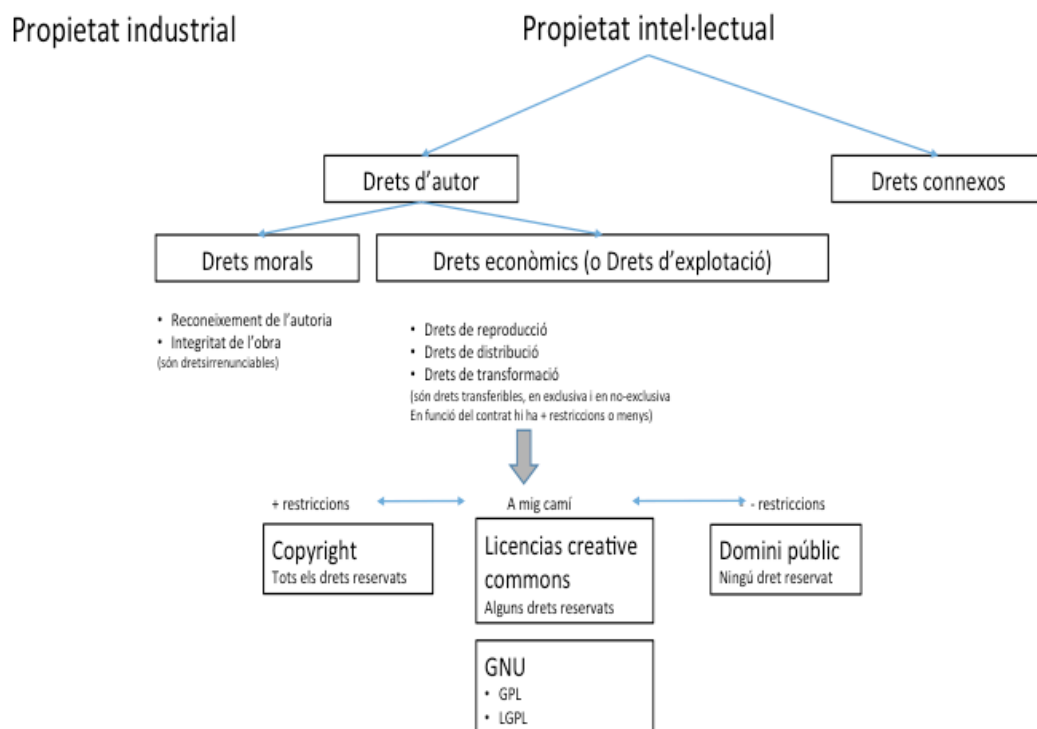 Propietat industrial
Propietat intel·lectual
Drets d'autor
Drets connexos
Drets morals
Drets econòmics (o Drets d'explotació)
• Reconeixement de l'autoria
• Integritat de l'obra
(són dretsirrenunciables)
• Drets de reproducció
• Drets de distribució
• Drets de transformació
(són drets transferibles, en exclusiva i en no-exclusiva
En funció del contrat hi ha + restriccions o menys)
+ restriccions
A mig camí
- restriccions
Copyright
Tots els drets reservats
Licencias creative
commons
Alguns drets reservats
Domini públic
Ningú dret reservat
GNU
• GPL
• LGPL